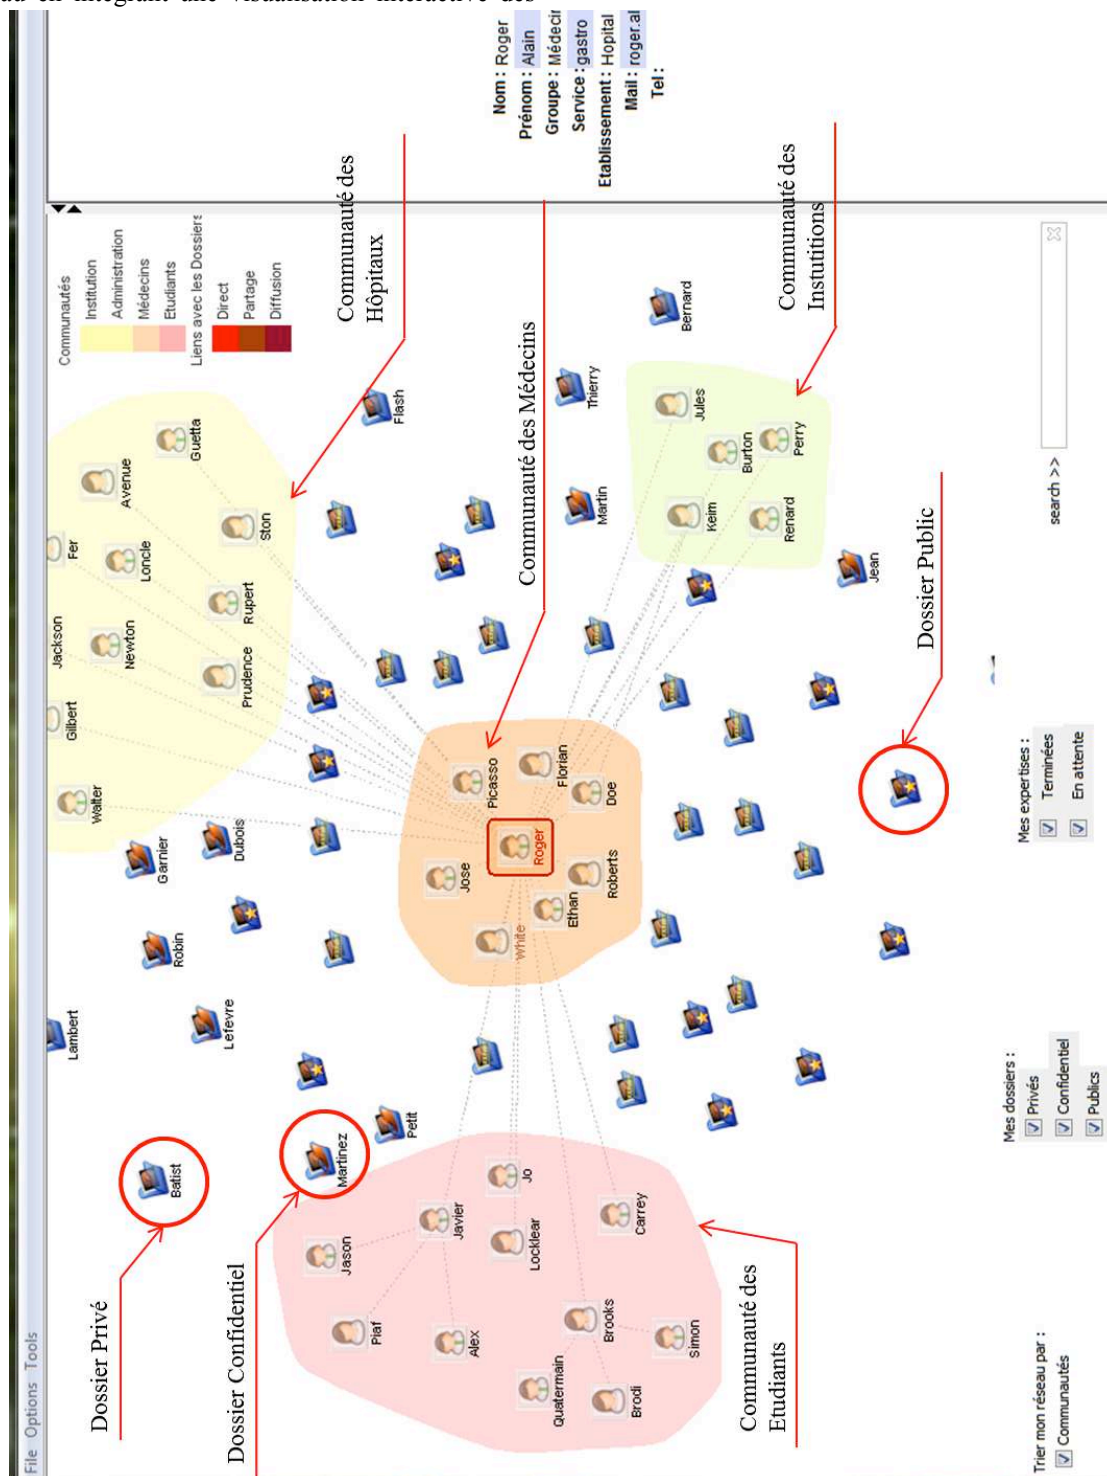 au en intégrant une visualisation interactive des
File Options Tools
Dossier Privé
Dossier Confidentiel
Communauté des
Hôpitaux
Communauté des Médecins
Communauté des
Instutitions
Dossier Public
Communauté des
Etudiants
Communautés
Institution
Administration
Médecins
Etudiants
Liens avec les Dossiers
Direct
Partage
Diffusion
Nom : Roger
Prénom : Alain
Groupe : Médecin
Service : gastro
Etablissement : Hopital
Mail : roger.al
Tel :
Lambert
Walter
Gilbert
Jackson
Fer
Avenue
Guetta
Newton
Loncle
Ston
Rupert
Prudence
Flash
Garnier
Dubois
Robin
Lefevre
Batist
Martinez
Petit
Jose
Picasso
Roger
Florian
Doe
White
Ethan
Roberts
Bernard
Thierry
Martin
Jean
Jules
Burton
Perry
Keim
Renard
Jason
Piaf
Javier
Alex
Jo
Locklear
Carrey
Brooks
Quatermain
Brodi
Simon
Trier mon réseau par :
Communautés
Mes dossiers :
Privés
Confidentiel
Publics
Mes expertises :
Terminées
En attente
search >>